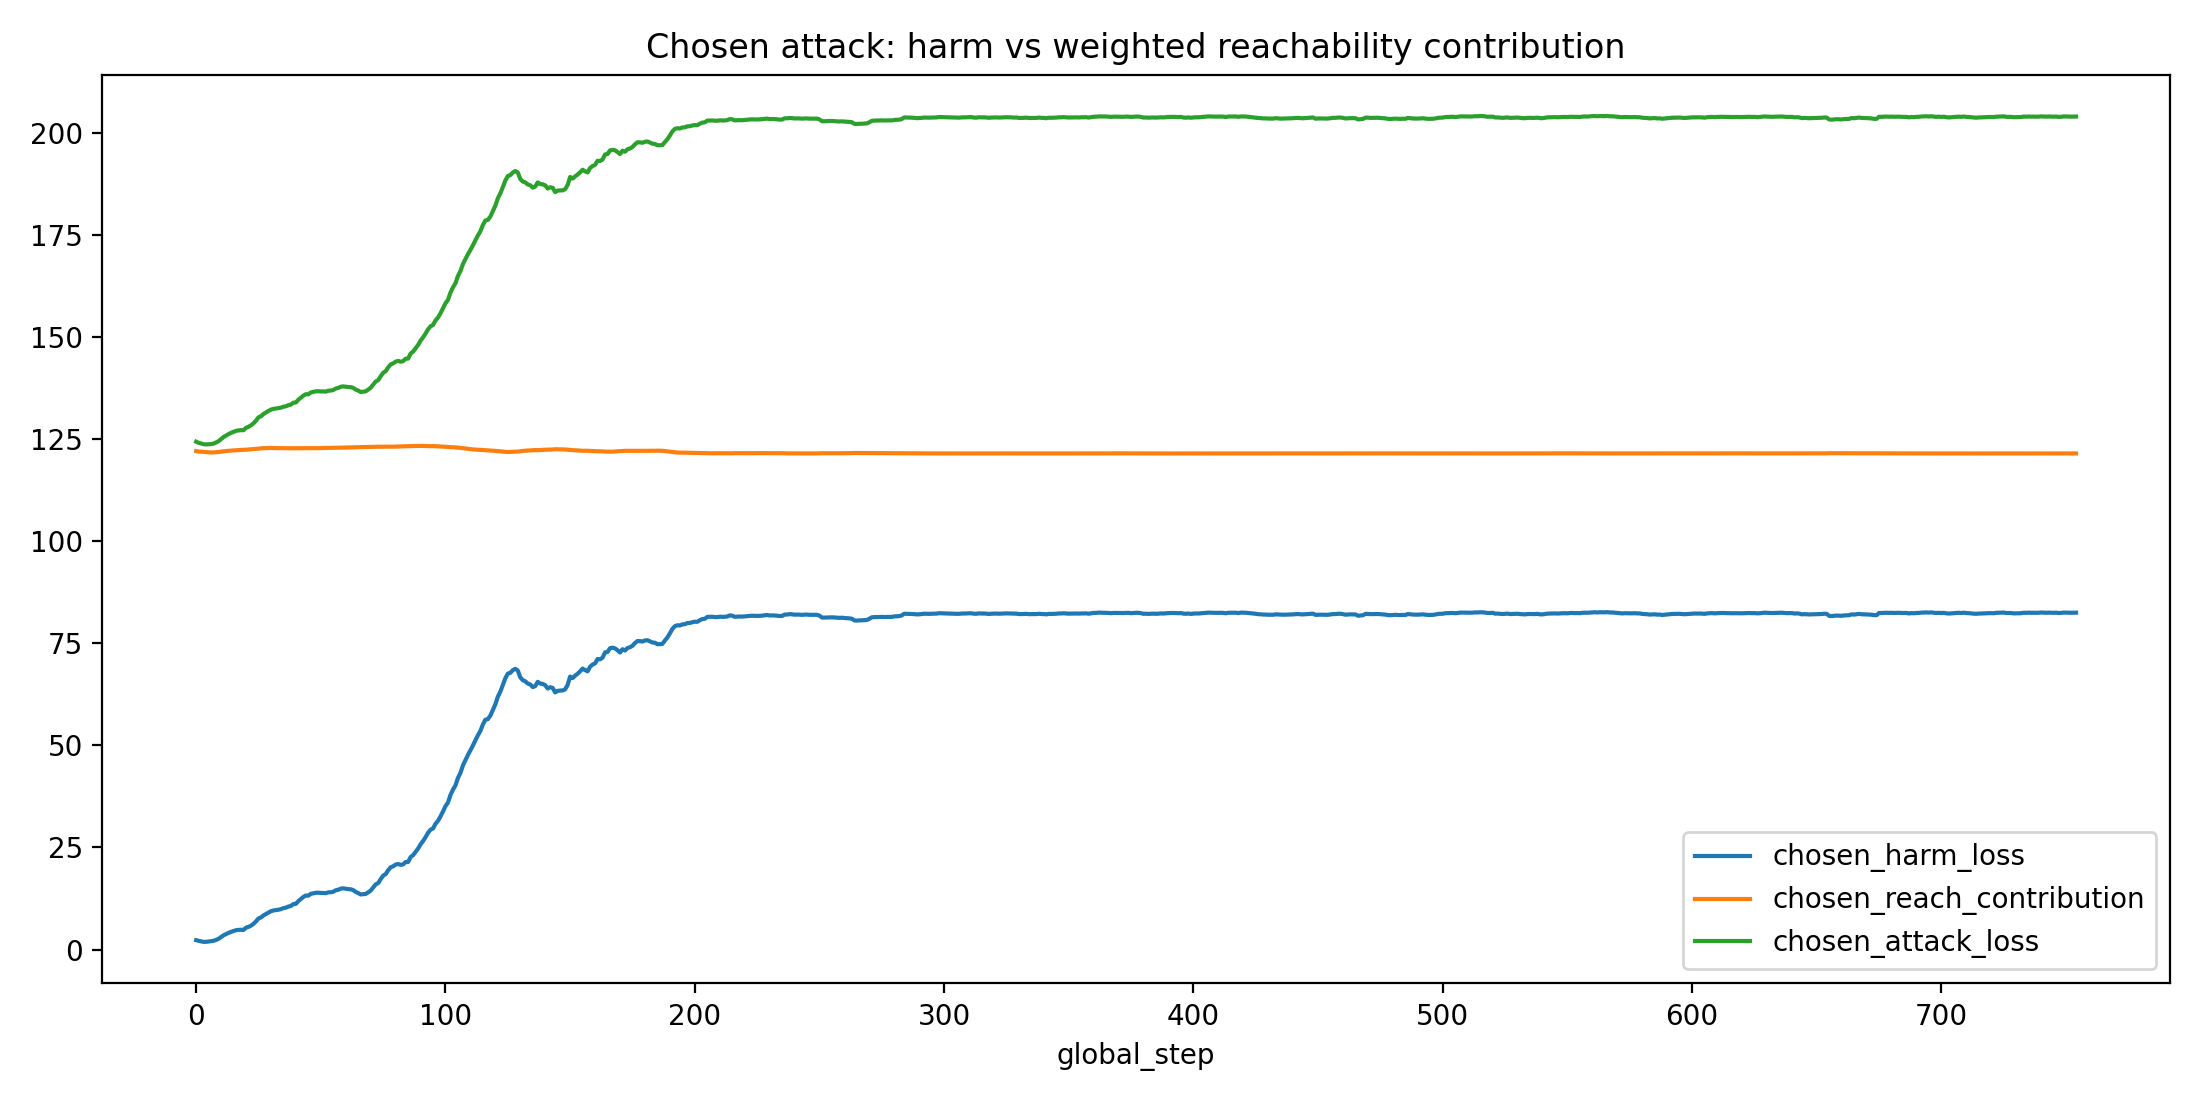 Chosen attack: harm vs weighted reachability contribution
200
175
150
125
100
75
50
25
0
chosen_harm_loss
chosen_reach_contribution
chosen_attack_loss
0 100 200 300 400 500 600 700
global_step